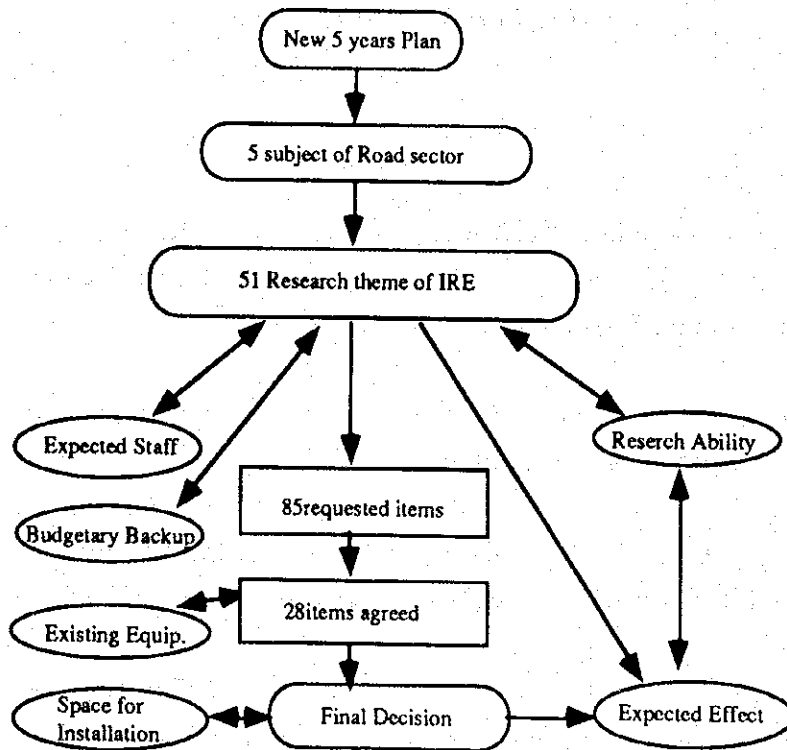 New 5 years Plan
5 subject of Road sector
51 Research theme of IRE
Expected Staff
Reserch Ability
85requested items
Budgetary Backup
28items agreed
Existing Equip.
Space for
Installation
Final Decision
Expected Effect